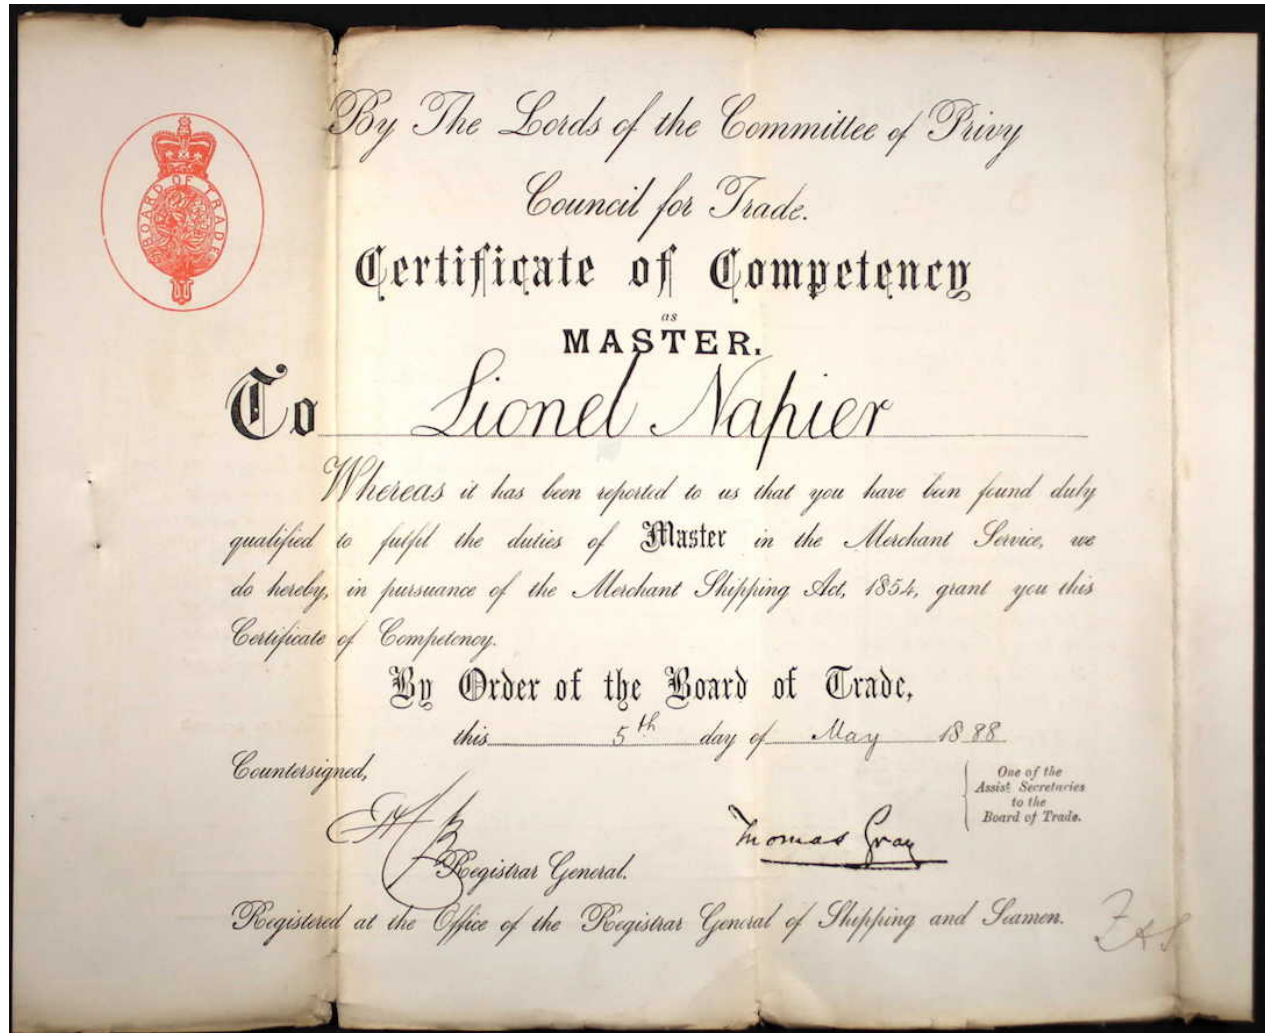 By The Lords of the Committee of Privy
Council for Trade.
BOARD OF TRADE
Certificate of Competency
as
MASTER.
To Lionel Napier
Whereas it has been reported to us that you have been found duly
qualified to fulfil the duties of Master in the Merchant Service, we
do hereby, in pursuance of the Merchant Shipping Act, 1854, grant you this
Certificate of Competency.
By Order of the Board of Trade,
this 5th day of May 1888
Countersigned,
One of the
Assist Secretaries
to the
Board of Trade.
Thomas Gray
Registrar General.
Registered at the Office of the Registrar General of Shipping and Seamen.